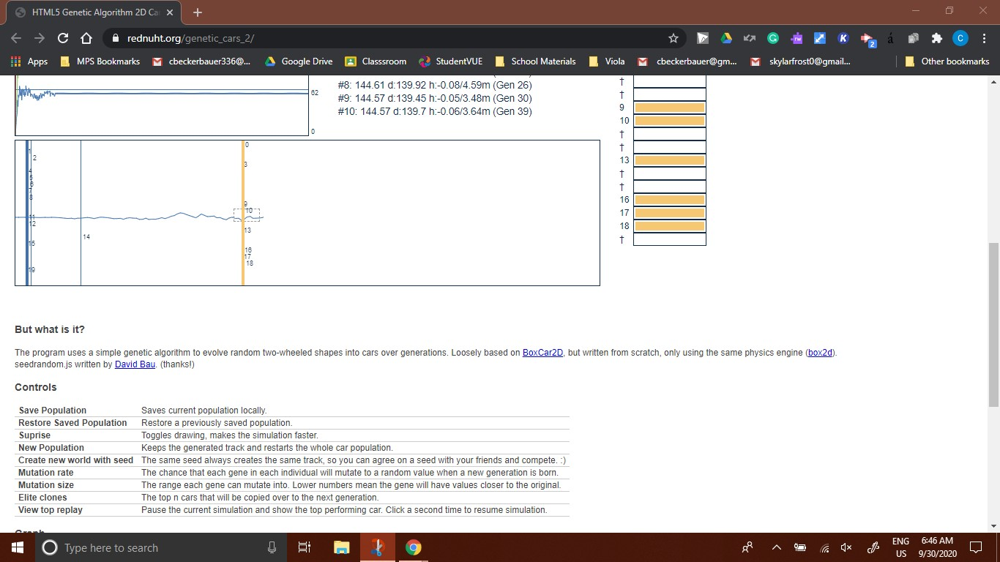 HTML5 Genetic Algorithm 2D Ca
rednuht.org/genetic_cars_2/
Apps MPS Bookmarks cbeckerbauer336@... Google Drive Classsroom StudentVUE School Materials Viola cbeckerbauer@gm... skylarfrost0@gmail... Other bookmarks
62
0
#8: 144.61 d:139.92 h:-0.08/4.59m (Gen 26)
#9: 144.57 d:139.45 h:-0.05/3.48m (Gen 30)
#10: 144.57 d:139.7 h:-0.06/3.64m (Gen 39)
†
†
9
10
†
†
13
†
†
16
17
18
†
1
2
4
5
6
7
8
11
12
15
19
14
0
3
9
10
13
16
17
18
But what is it?
The program uses a simple genetic algorithm to evolve random two-wheeled shapes into cars over generations. Loosely based on BoxCar2D, but written from scratch, only using the same physics engine (box2d).
seedrandom.js written by David Bau. (thanks!)
Controls
Save Population Saves current population locally.
Restore Saved Population Restore a previously saved population.
Suprise Toggles drawing, makes the simulation faster.
New Population Keeps the generated track and restarts the whole car population.
Create new world with seed The same seed always creates the same track, so you can agree on a seed with your friends and compete. :)
Mutation rate The chance that each gene in each individual will mutate to a random value when a new generation is born.
Mutation size The range each gene can mutate into. Lower numbers mean the gene will have values closer to the original.
Elite clones The top n cars that will be copied over to the next generation.
View top replay Pause the current simulation and show the top performing car. Click a second time to resume simulation.
Graph
Type here to search
ENG
US
6:46 AM
9/30/2020